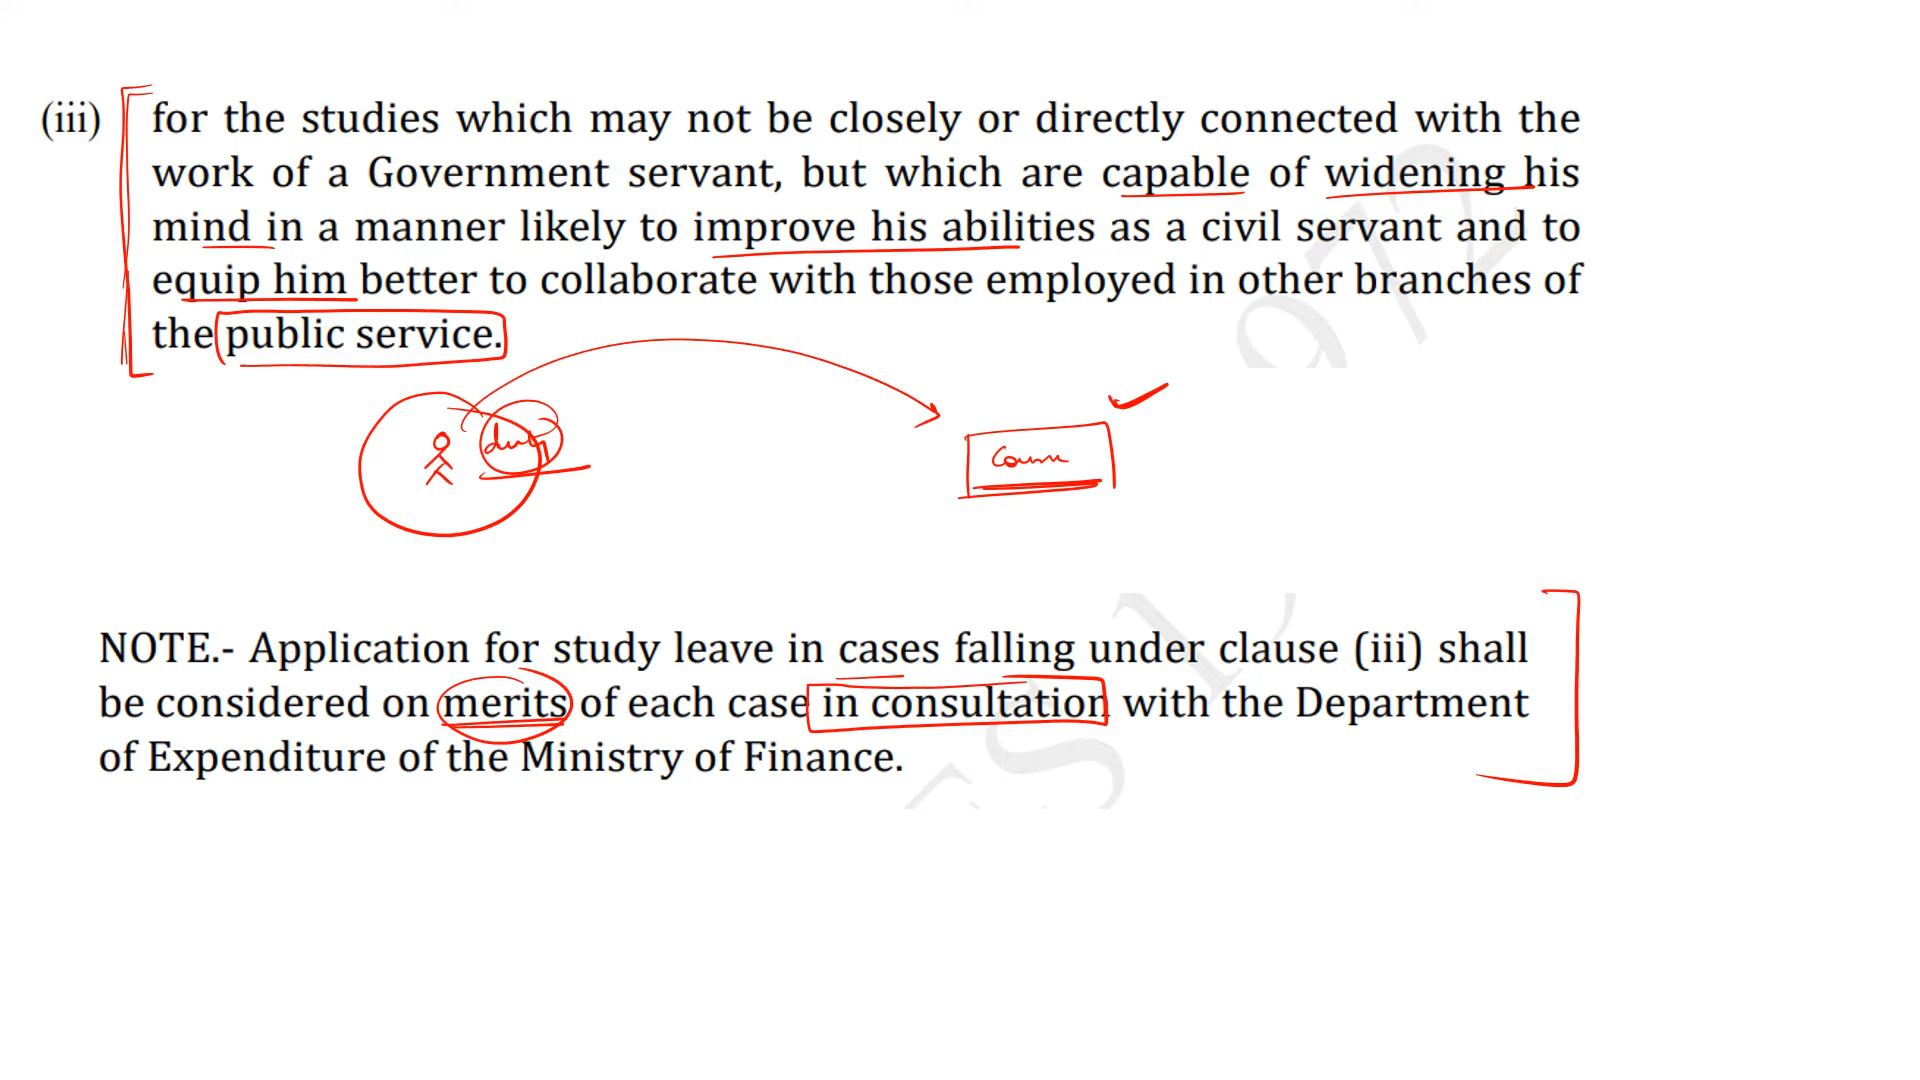 (iii) for the studies which may not be closely or directly connected with the
work of a Government servant, but which are capable of widening his
mind in a manner likely to improve his abilities as a civil servant and to
equip him better to collaborate with those employed in other branches of
the public service.
duty
NOTE.- Application for study leave in cases falling under clause (iii) shall
be considered on merits of each case in consultation with the Department
of Expenditure of the Ministry of Finance.